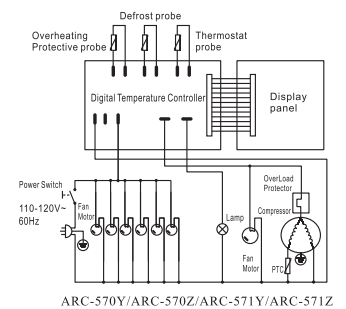 Defrost probe
Overheating
Protective probe
Thermostat
probe
Digital Temperature Controller
Display
panel
Power Switch
110-120V~
60Hz
Fan
Motor
Lamp
Fan
Motor
OverLoad
Protector
Compressor
PTC
ARC-570Y/ARC-570Z/ARC-571Y/ARC-571Z